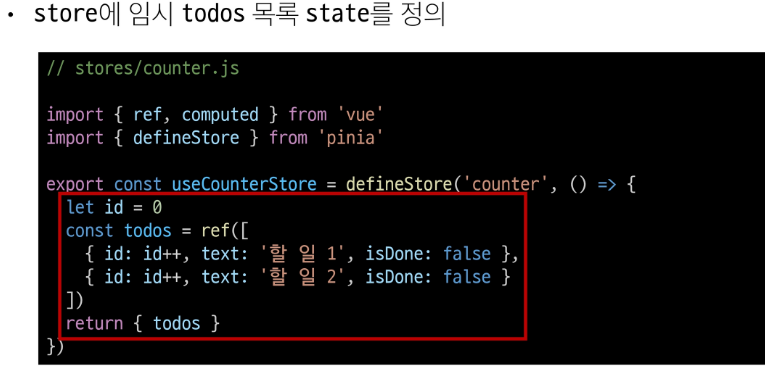 • store에 임시 todos 목록 state를 정의
// stores/counter.js
import { ref, computed } from 'vue'
import { defineStore } from 'pinia'
export const useCounterStore = defineStore('counter', () => {
let id = 0
const todos = ref([
{ id: id++, text: '할 일 1', isDone: false },
{ id: id++, text: '할 일 2', isDone: false }
])
return { todos }
})